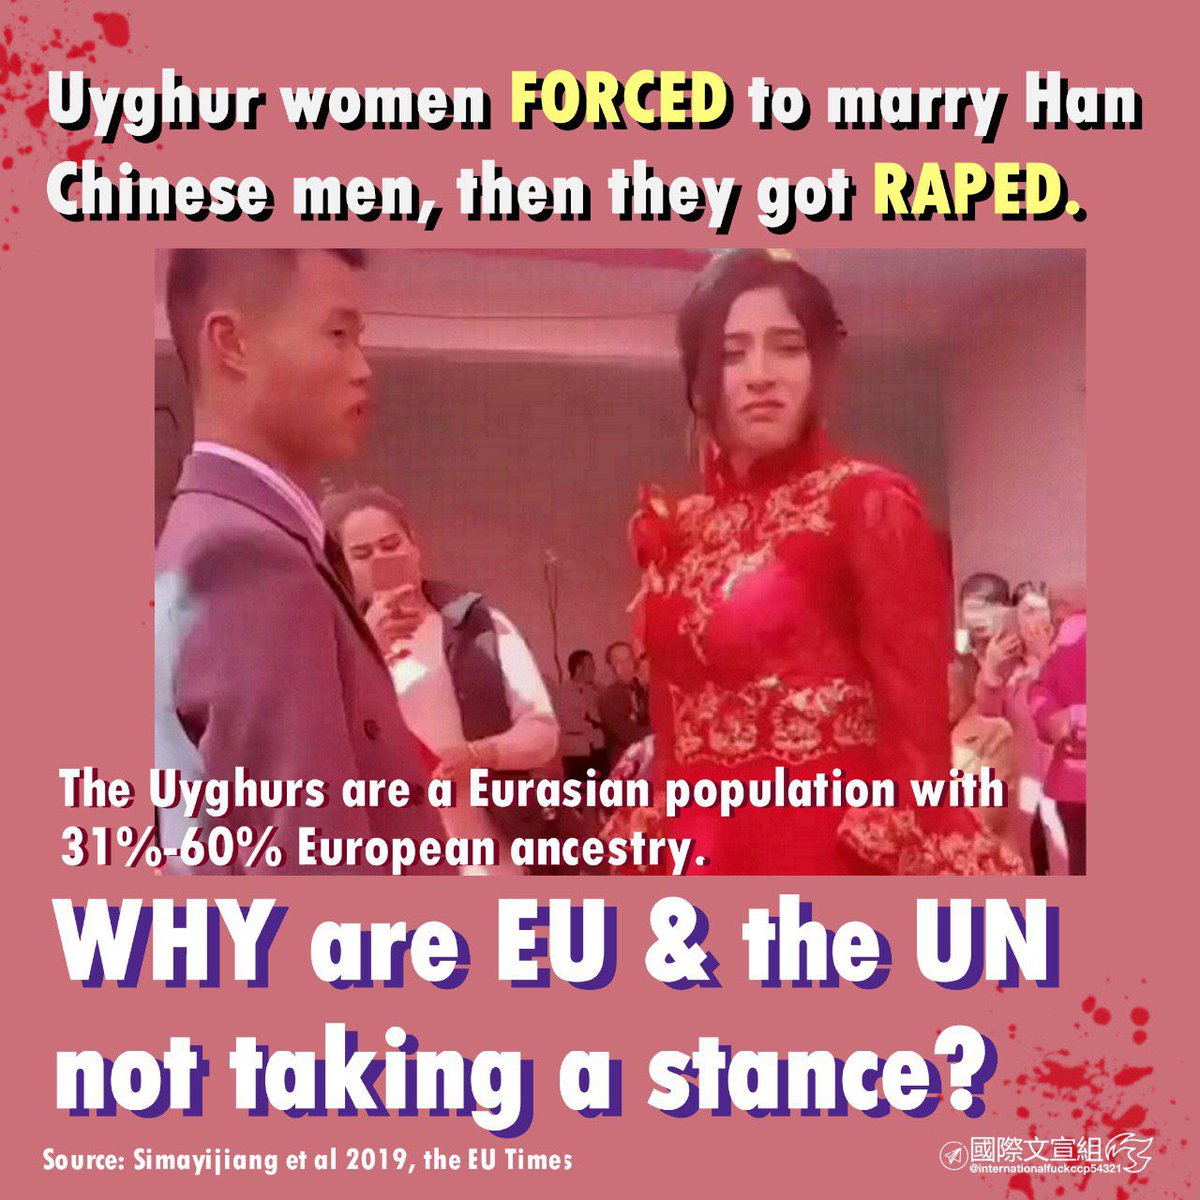 Uyghur women FORCED to marry Han
Chinese men, then they got RAPED.
The Uyghurs are a Eurasian population with
31%-60% European ancestry.
WHY are EU & the UN
not taking a stance?
Source: Simayijiang et al 2019, the EU Times
國際文宣組
@internationalfuckccp54321